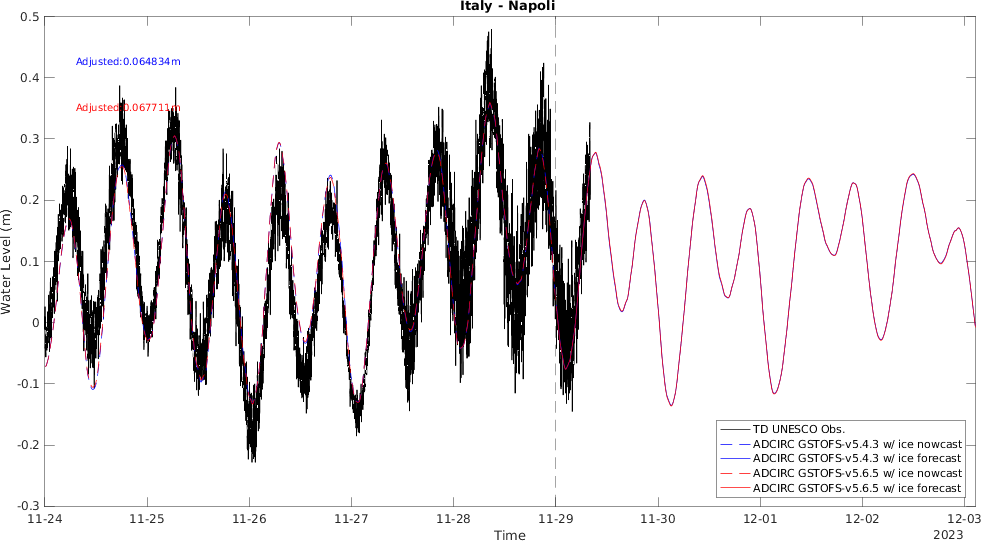 Italy - Napoli
0.5
0.4
0.3
0.2
0.1
0
-0.1
-0.2
-0.3
Water Level (m)
Adjusted:0.064834m
Adjusted:0.067711m
TD UNESCO Obs.
ADCIRC GSTOFS-v5.4.3 w/ ice nowcast
ADCIRC GSTOFS-v5.4.3 w/ ice forecast
ADCIRC GSTOFS-v5.6.5 w/ ice nowcast
ADCIRC GSTOFS-v5.6.5 w/ ice forecast
11-24 11-25 11-26 11-27 11-28 11-29 11-30 12-01 12-02 12-03
Time
2023